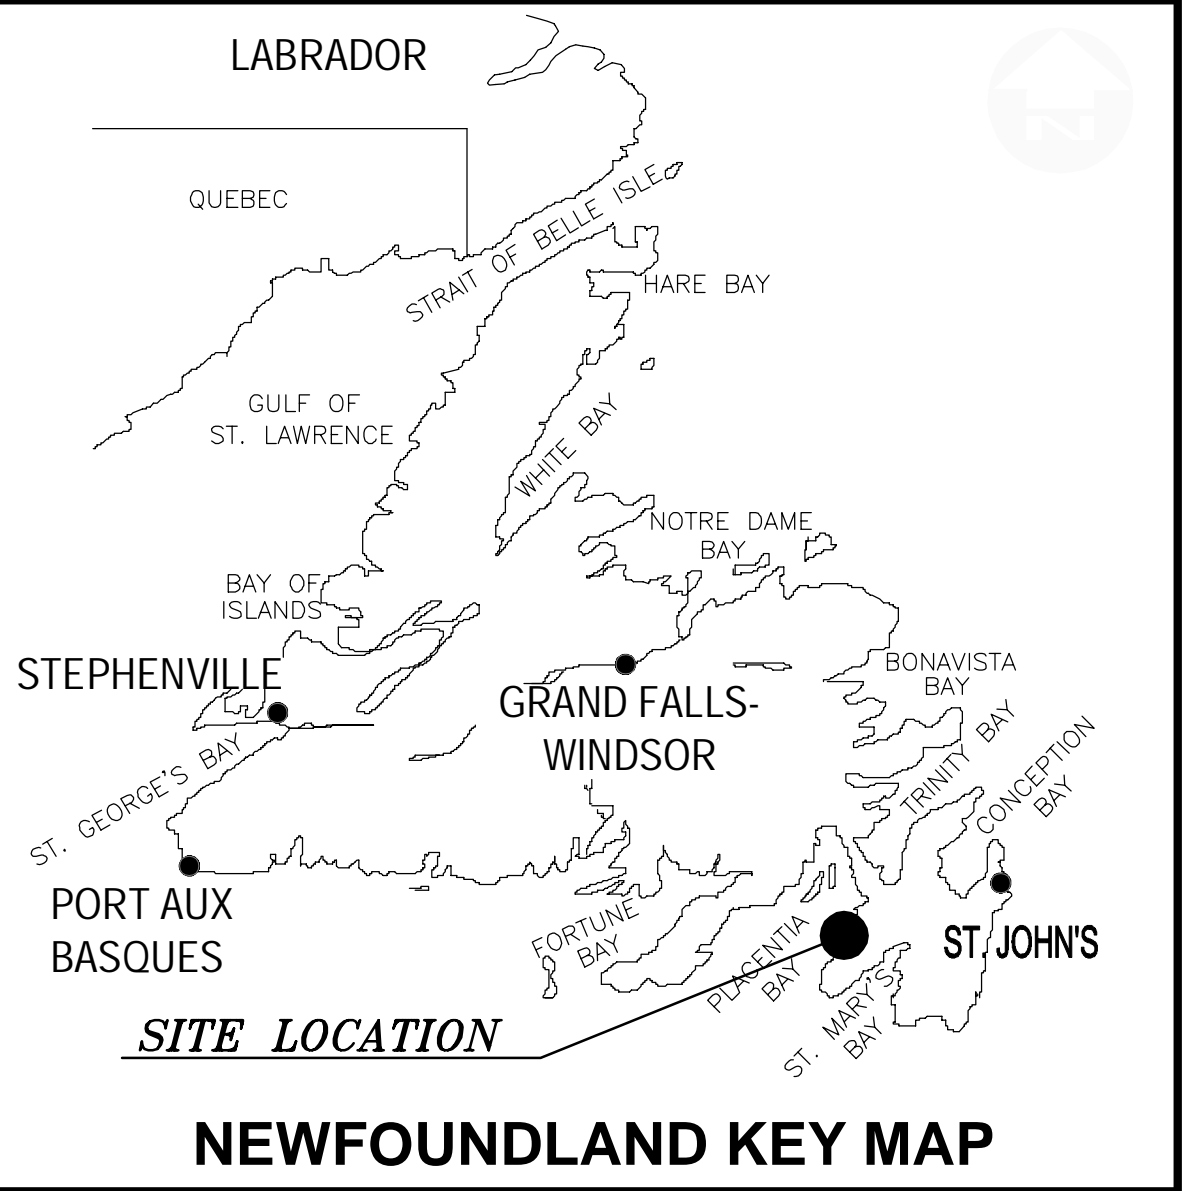 LABRADOR
N
QUEBEC
STRAIT OF BELLE ISLE
HARE BAY
GULF OF
ST. LAWRENCE
WHITE BAY
NOTRE DAME
BAY
BAY OF
ISLANDS
STEPHENVILLE
GRAND FALLS-
WINDSOR
BONAVISTA
BAY
TRINITY BAY
CONCEPTION
BAY
ST. GEORGE'S BAY
PORT AUX
BASQUES
FORTUNE
BAY
PLACENTIA
BAY
ST. JOHN'S
ST. MARY'S
BAY
SITE LOCATION
NEWFOUNDLAND KEY MAP